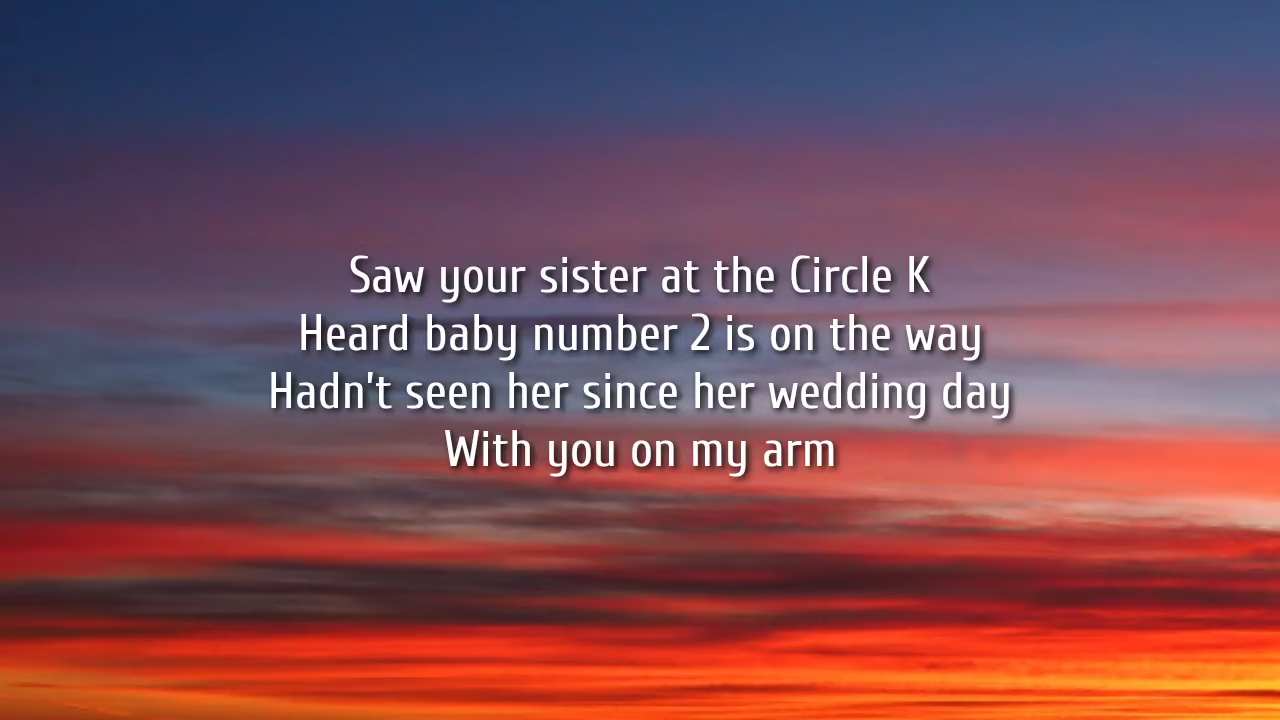 Saw your sister at the Circle K
Heard baby number 2 is on the way
Hadn't seen her since her wedding day
With you on my arm